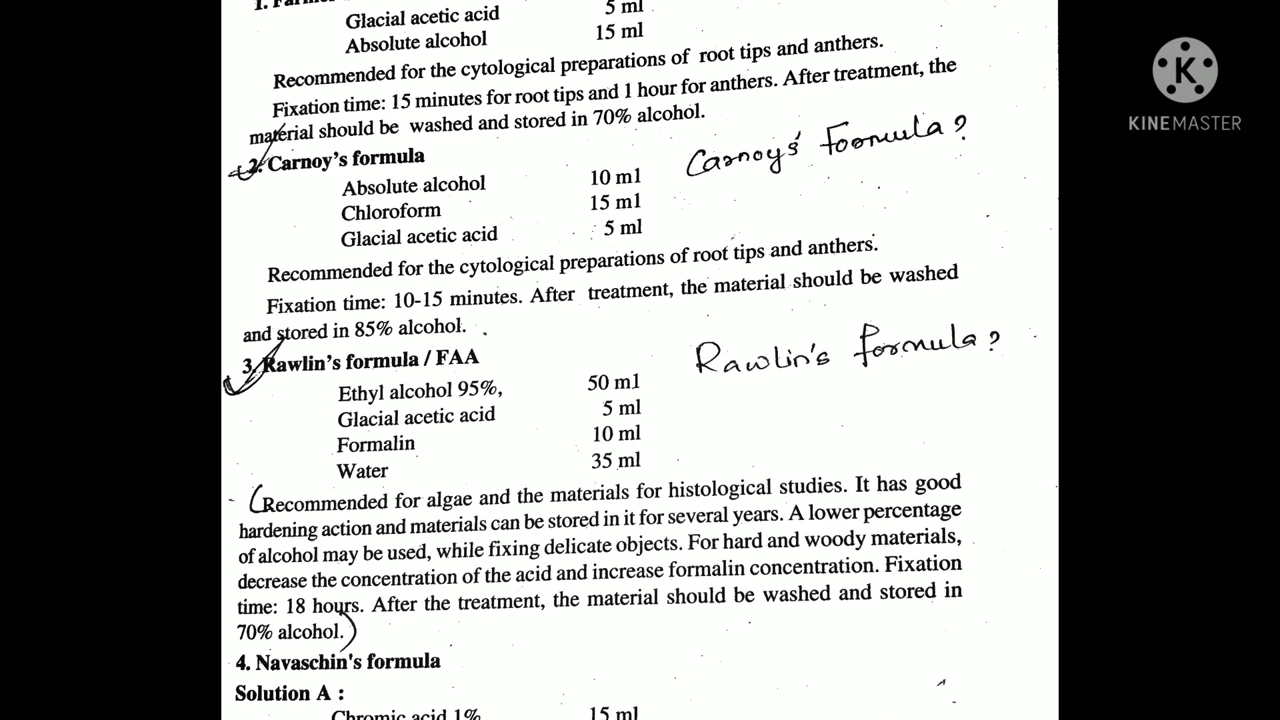 1. Farmer
Glacial acetic acid 5 ml
Absolute alcohol 15 ml
Recommended for the cytological preparations of root tips and anthers.
Fixation time: 15 minutes for root tips and 1 hour for anthers. After treatment, the
material should be washed and stored in 70% alcohol.
2. Carnoy's formula Carnoy's Formula?
Absolute alcohol 10 ml
Chloroform 15 ml
Glacial acetic acid 5 ml
Recommended for the cytological preparations of root tips and anthers.
Fixation time: 10-15 minutes. After treatment, the material should be washed
and stored in 85% alcohol.
3. Rawlin's formula / FAA Rawlin's formula?
Ethyl alcohol 95%, 50 ml
Glacial acetic acid 5 ml
Formalin 10 ml
Water 35 ml
(Recommended for algae and the materials for histological studies. It has good
hardening action and materials can be stored in it for several years. A lower percentage
of alcohol may be used, while fixing delicate objects. For hard and woody materials,
decrease the concentration of the acid and increase formalin concentration. Fixation
time: 18 hours. After the treatment, the material should be washed and stored in
70% alcohol.)
4. Navaschin's formula
Solution A :
Chromic acid 1% 15 ml
K
KINEMASTER